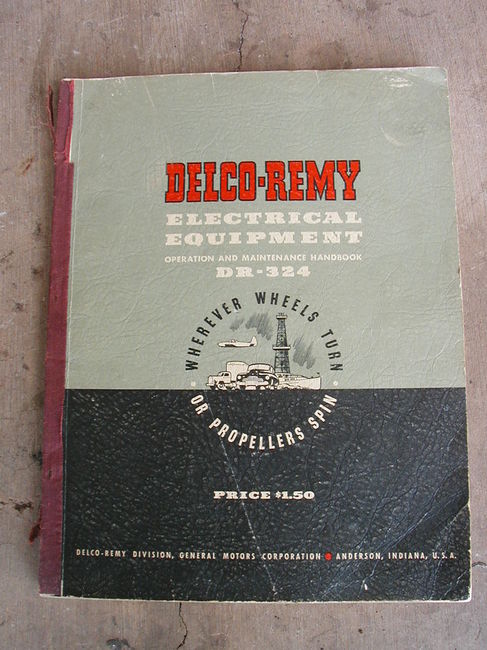 DELCO-REMY
ELECTRICAL
EQUIPMENT
OPERATION AND MAINTENANCE HANDBOOK
DR-324
WHEREVER WHEELS TURN
• OR PROPELLERS SPIN •
PRICE $1.50
DELCO-REMY DIVISION, GENERAL MOTORS CORPORATION • ANDERSON, INDIANA, U.S.A.